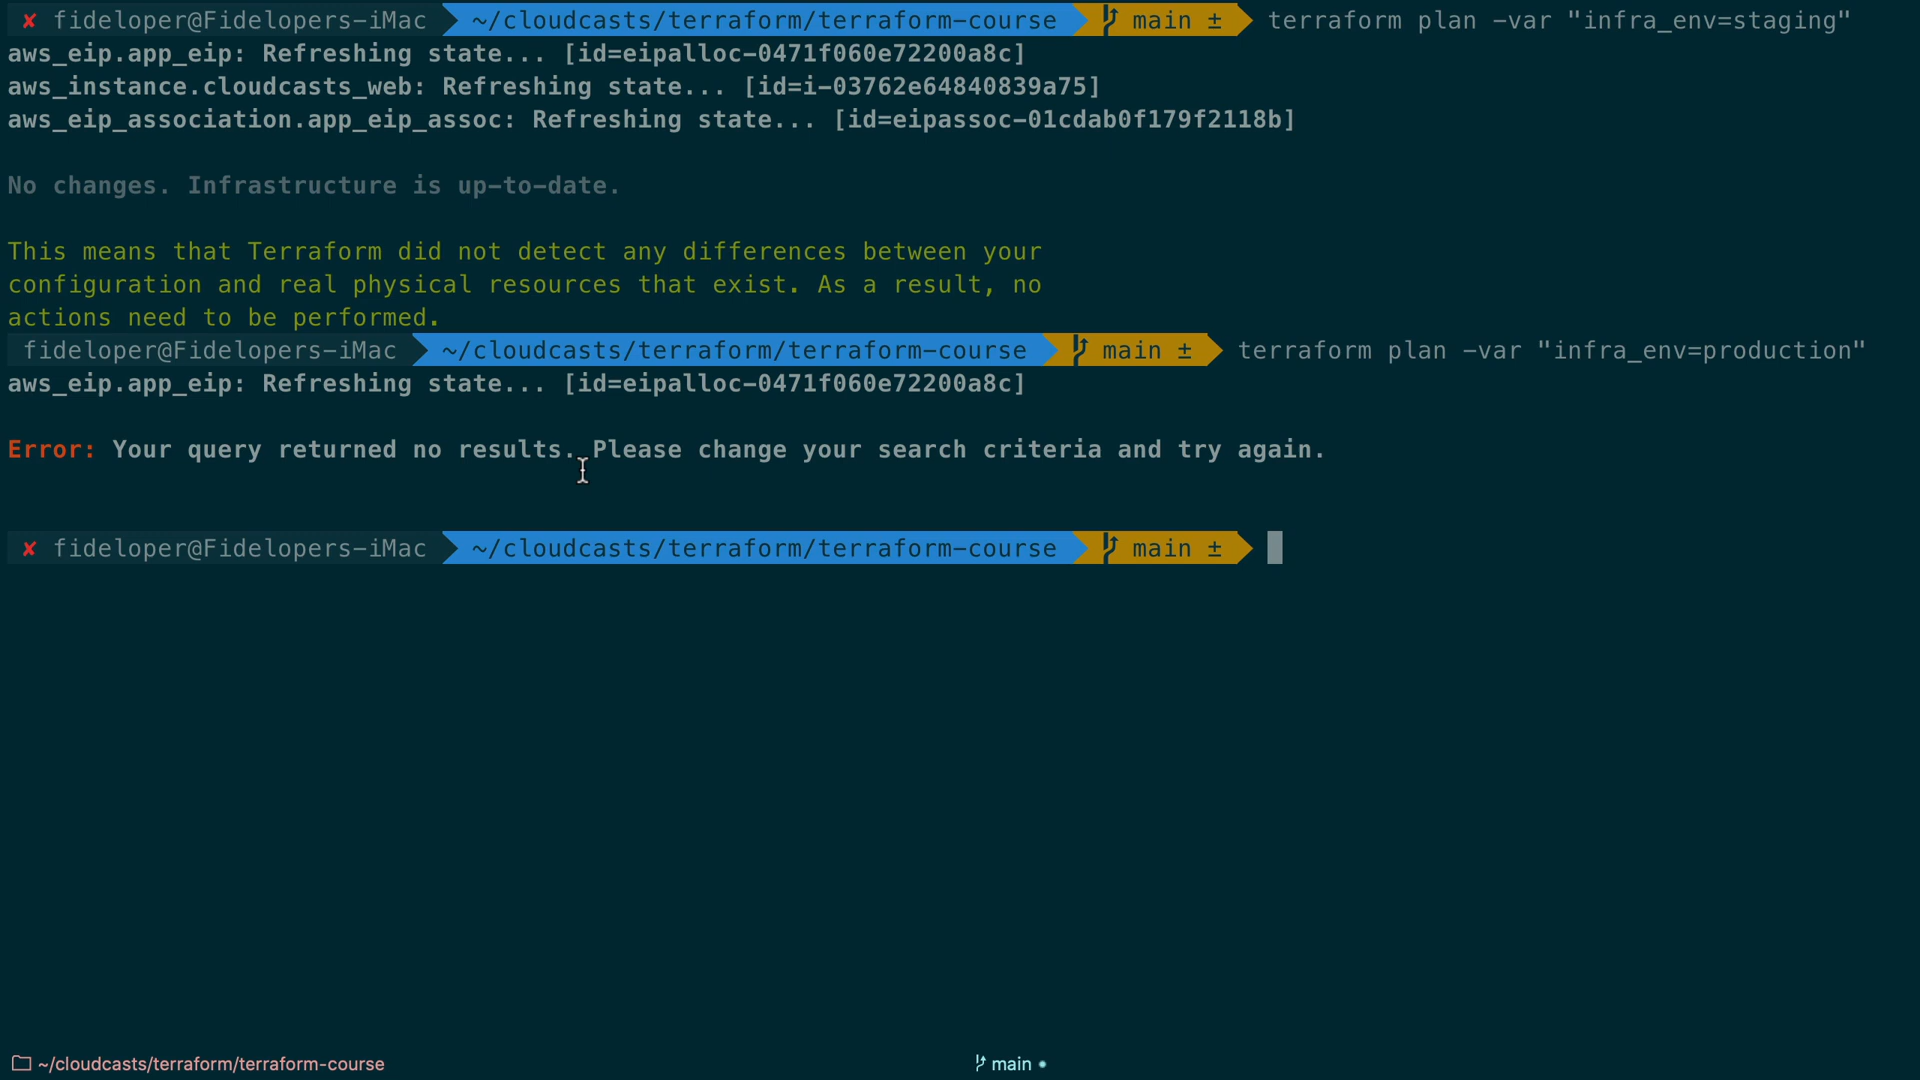 ✘ fideloper@Fidelopers-iMac ~/cloudcasts/terraform/terraform-course main ± terraform plan -var "infra_env=staging"
aws_eip.app_eip: Refreshing state... [id=eipalloc-0471f060e72200a8c]
aws_instance.cloudcasts_web: Refreshing state... [id=i-03762e64840839a75]
aws_eip_association.app_eip_assoc: Refreshing state... [id=eipassoc-01cdab0f179f2118b]
No changes. Infrastructure is up-to-date.
This means that Terraform did not detect any differences between your
configuration and real physical resources that exist. As a result, no
actions need to be performed.
fideloper@Fidelopers-iMac ~/cloudcasts/terraform/terraform-course main ± terraform plan -var "infra_env=production"
aws_eip.app_eip: Refreshing state... [id=eipalloc-0471f060e72200a8c]
Error: Your query returned no results. Please change your search criteria and try again.
✘ fideloper@Fidelopers-iMac ~/cloudcasts/terraform/terraform-course main ±
~/cloudcasts/terraform/terraform-course main •